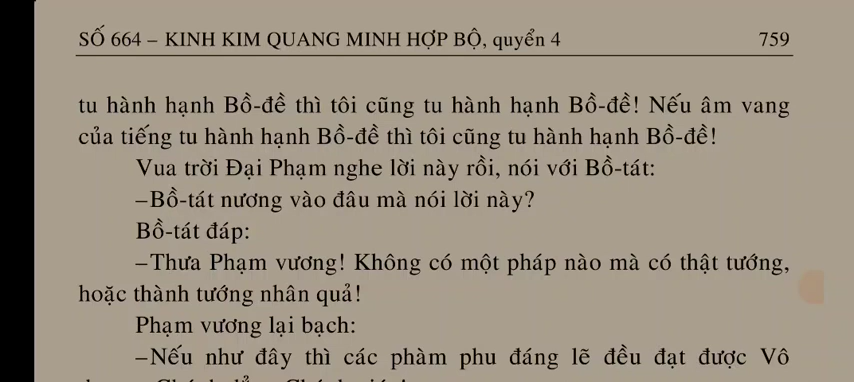 SỐ 664 – KINH KIM QUANG MINH HỢP BỘ, quyển 4 759
tu hành hạnh Bồ-đề thì tôi cũng tu hành hạnh Bồ-đề! Nếu âm vang
của tiếng tu hành hạnh Bồ-đề thì tôi cũng tu hành hạnh Bồ-đề!
Vua trời Đại Phạm nghe lời này rồi, nói với Bồ-tát:
–Bồ-tát nương vào đâu mà nói lời này?
Bồ-tát đáp:
–Thưa Phạm vương! Không có một pháp nào mà có thật tướng,
hoặc thành tướng nhân quả!
Phạm vương lại bạch:
–Nếu như đây thì các phàm phu đáng lẽ đều đạt được Vô